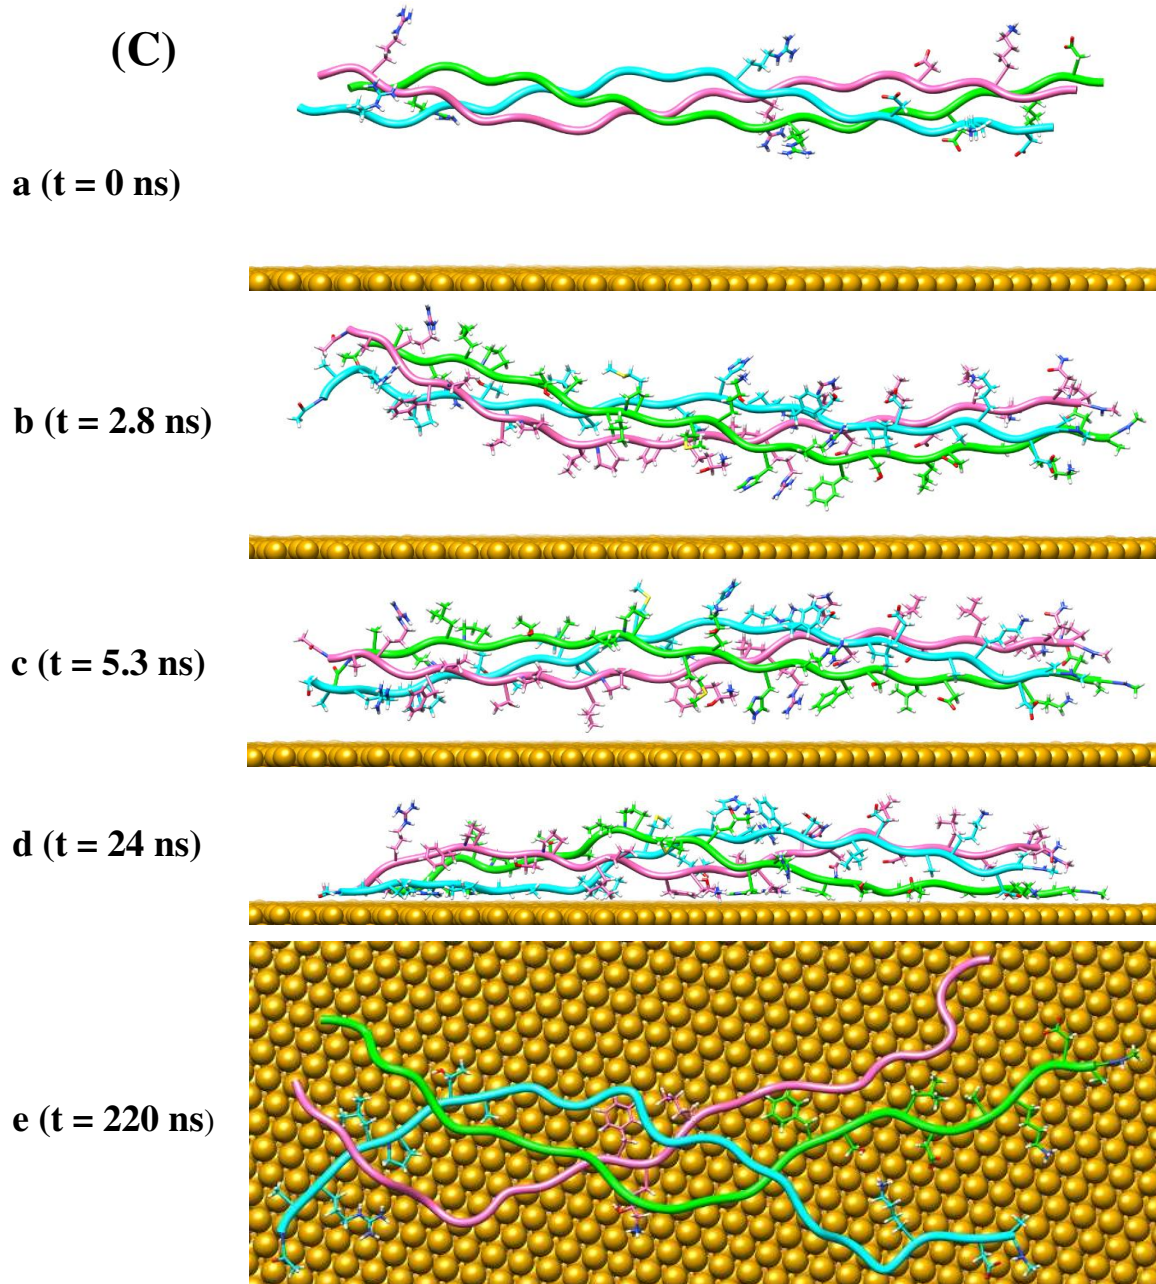 (C)
a (t = 0 ns)
b (t = 2.8 ns)
c (t = 5.3 ns)
d (t = 24 ns)
e (t = 220 ns)